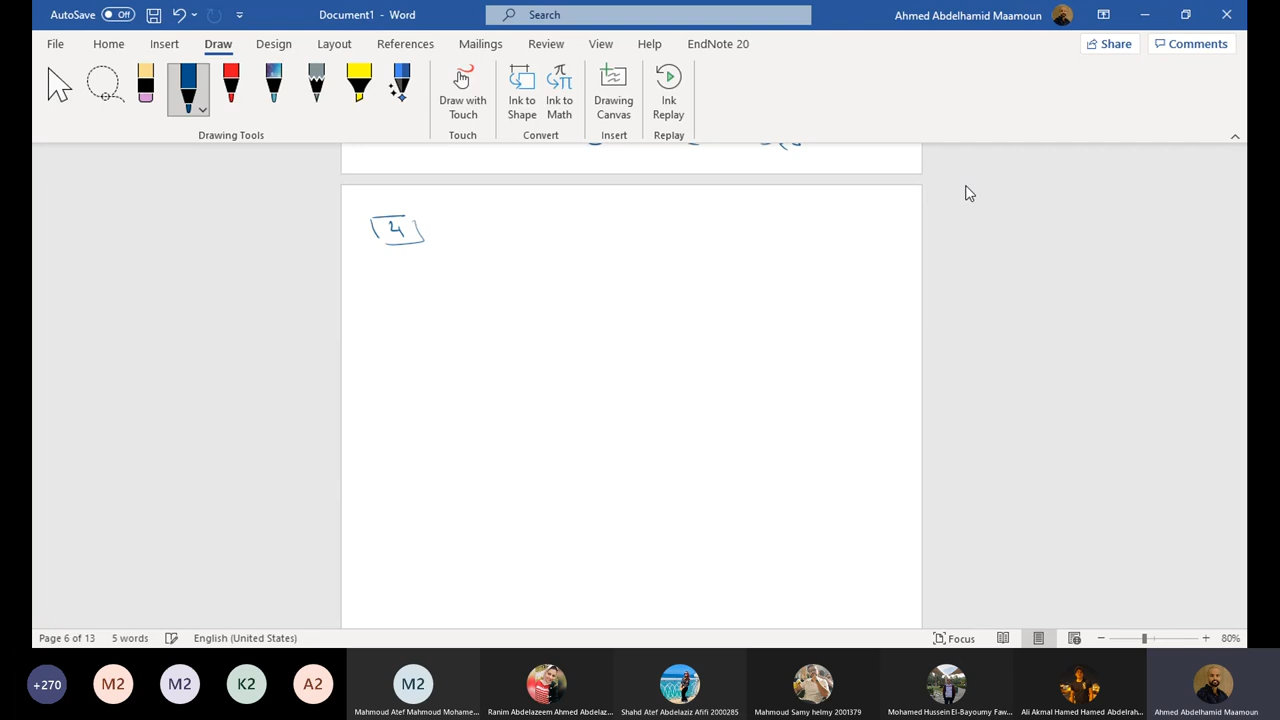 AutoSave Off Document1 - Word Search Ahmed Abdelhamid Maamoun
File Home Insert Draw Design Layout References Mailings Review View Help EndNote 20 Share Comments
Draw with Touch
Ink to Shape
Ink to Math
Drawing Canvas
Ink Replay
Drawing Tools Touch Convert Insert Replay
4
Page 6 of 13 5 words English (United States) Focus 80%
+270 M2 M2 K2 A2 M2
Mahmoud Atef Mahmoud Mohame... Ranim Abdelazeem Ahmed Abdelaz... Shahd Atef Abdelaziz Afifi 2000285 Mahmoud Samy helmy 2001379 Mohamed Hussein El-Bayoumy Faw... Ali Akmal Hamed Hamed Abdelrah... Ahmed Abdelhamid Maamoun